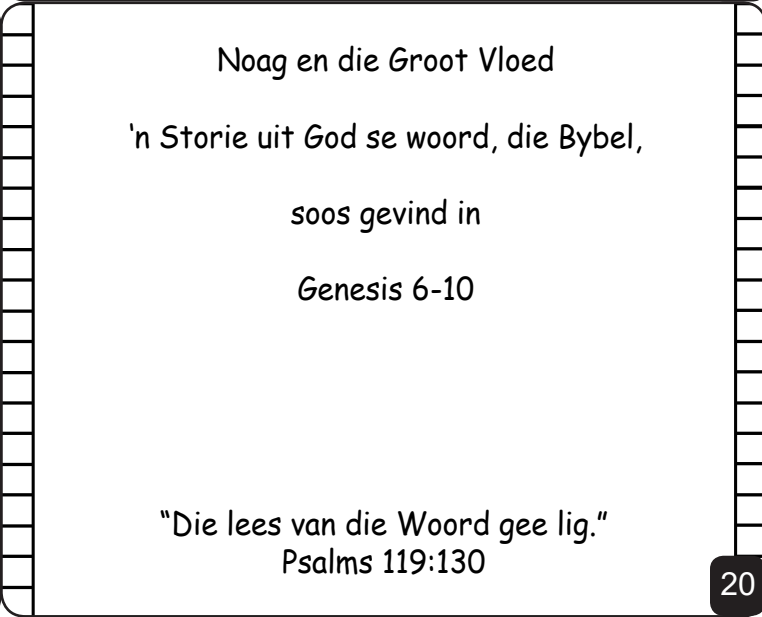 Noag en die Groot Vloed
‘n Storie uit God se woord, die Bybel,
soos gevind in
Genesis 6-10
“Die lees van die Woord gee lig.”
Psalms 119:130
20